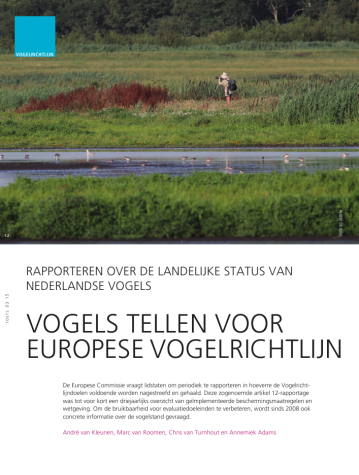 VOGELRICHTLIJN
12
RAPPORTEREN OVER DE LANDELIJKE STATUS VAN
NEDERLANDSE VOGELS
VOGELS TELLEN VOOR
EUROPESE VOGELRICHTLIJN
De Europese Commissie vraagt lidstaten om periodiek te rapporteren in hoeverre de Vogelricht-
lijndoelen voldoende worden nagestreefd en gehaald. Deze zogenoemde artikel 12-rapportage
was tot voor kort een driejaarlijks overzicht van geïmplementeerde beschermingsmaatregelen en
wetgeving. Om de bruikbaarheid voor evaluatiedoeleinden te verbeteren, wordt sinds 2008 ook
concrete informatie over de vogelstand gevraagd.
André van Kleunen, Marc van Roomen, Chris van Turnhout en Annemiek Adams